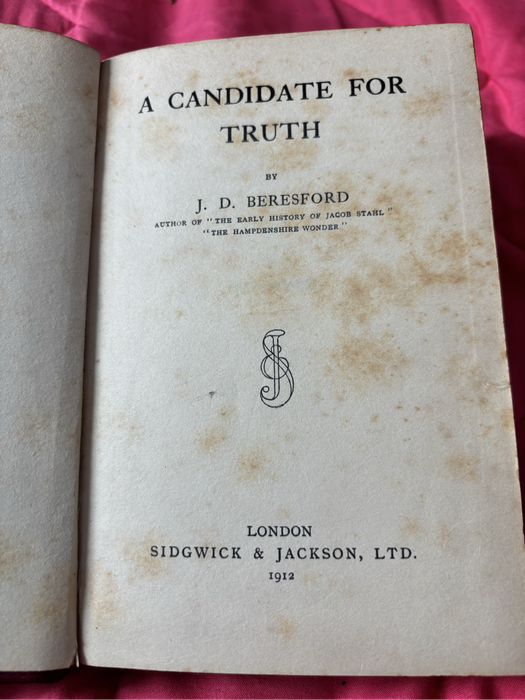 A CANDIDATE FOR
TRUTH
BY
J. D. BERESFORD
AUTHOR OF "THE EARLY HISTORY OF JACOB STAHL"
"THE HAMPDENSHIRE WONDER"
SJ
LONDON
SIDGWICK & JACKSON, LTD.
1912